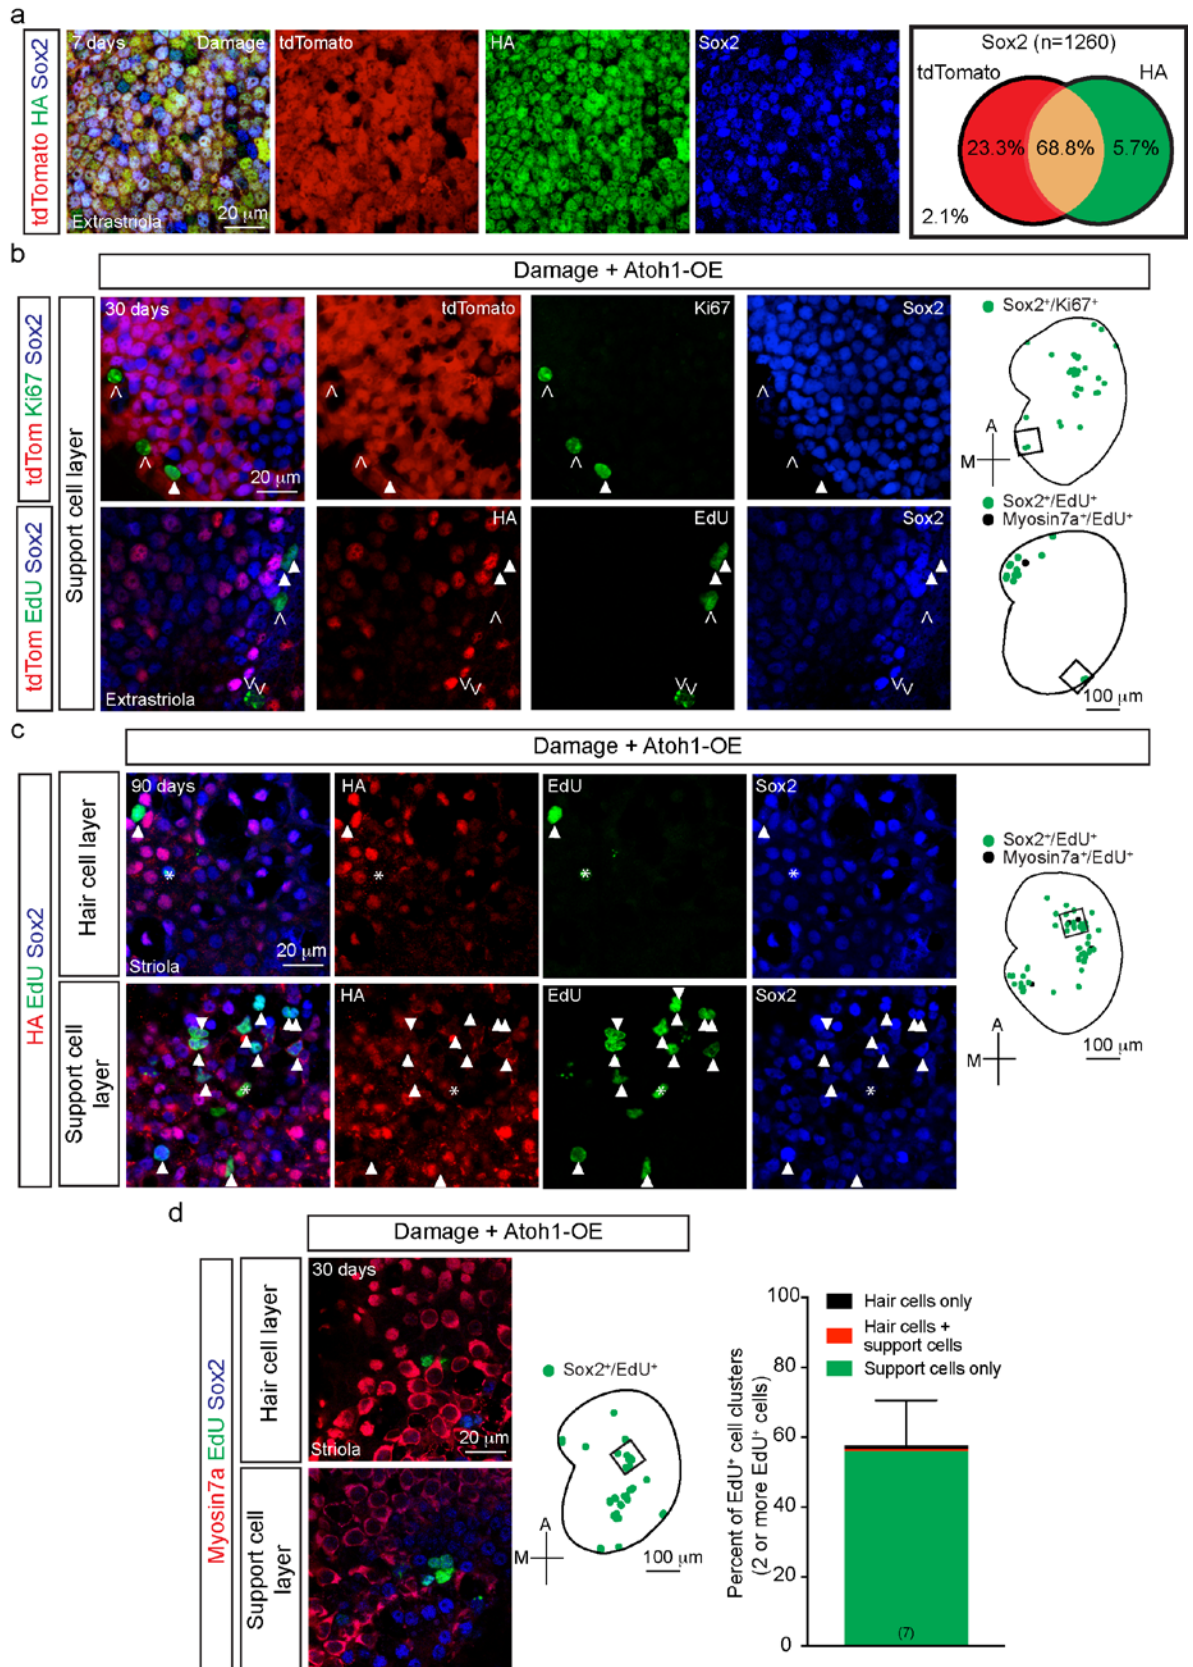 a
tdTomato HA Sox2
7 days Damage
Extrastriola 20 µm
tdTomato
HA
Sox2
Sox2 (n=1260)
tdTomato HA
23.3% 68.8% 5.7%
2.1%
b
Damage + Atoh1-OE
tdTom Ki67 Sox2
tdTom EdU Sox2
Support cell layer
30 days
20 µm
tdTomato
Ki67
Sox2
Sox2+/Ki67+
A
M
Extrastriola
HA
EdU
Sox2
Sox2+/EdU+
Myosin7a+/EdU+
100 µm
c
Damage + Atoh1-OE
HA EdU Sox2
Hair cell layer
90 days
*
Striola
20 µm
HA
*
EdU
*
Sox2
*
Sox2+/EdU+
Myosin7a+/EdU+
A
M
100 µm
Support cell
layer
*
HA
*
EdU
*
Sox2
*
d
Damage + Atoh1-OE
Myosin7a EdU Sox2
Hair cell layer
30 days
Striola
20 µm
Support cell
layer
Sox2+/EdU+
A
M
100 µm
Percent of EdU+ cell clusters
(2 or more EdU+ cells)
100
80
60
40
20
0
Hair cells only
Hair cells +
support cells
Support cells only
(7)